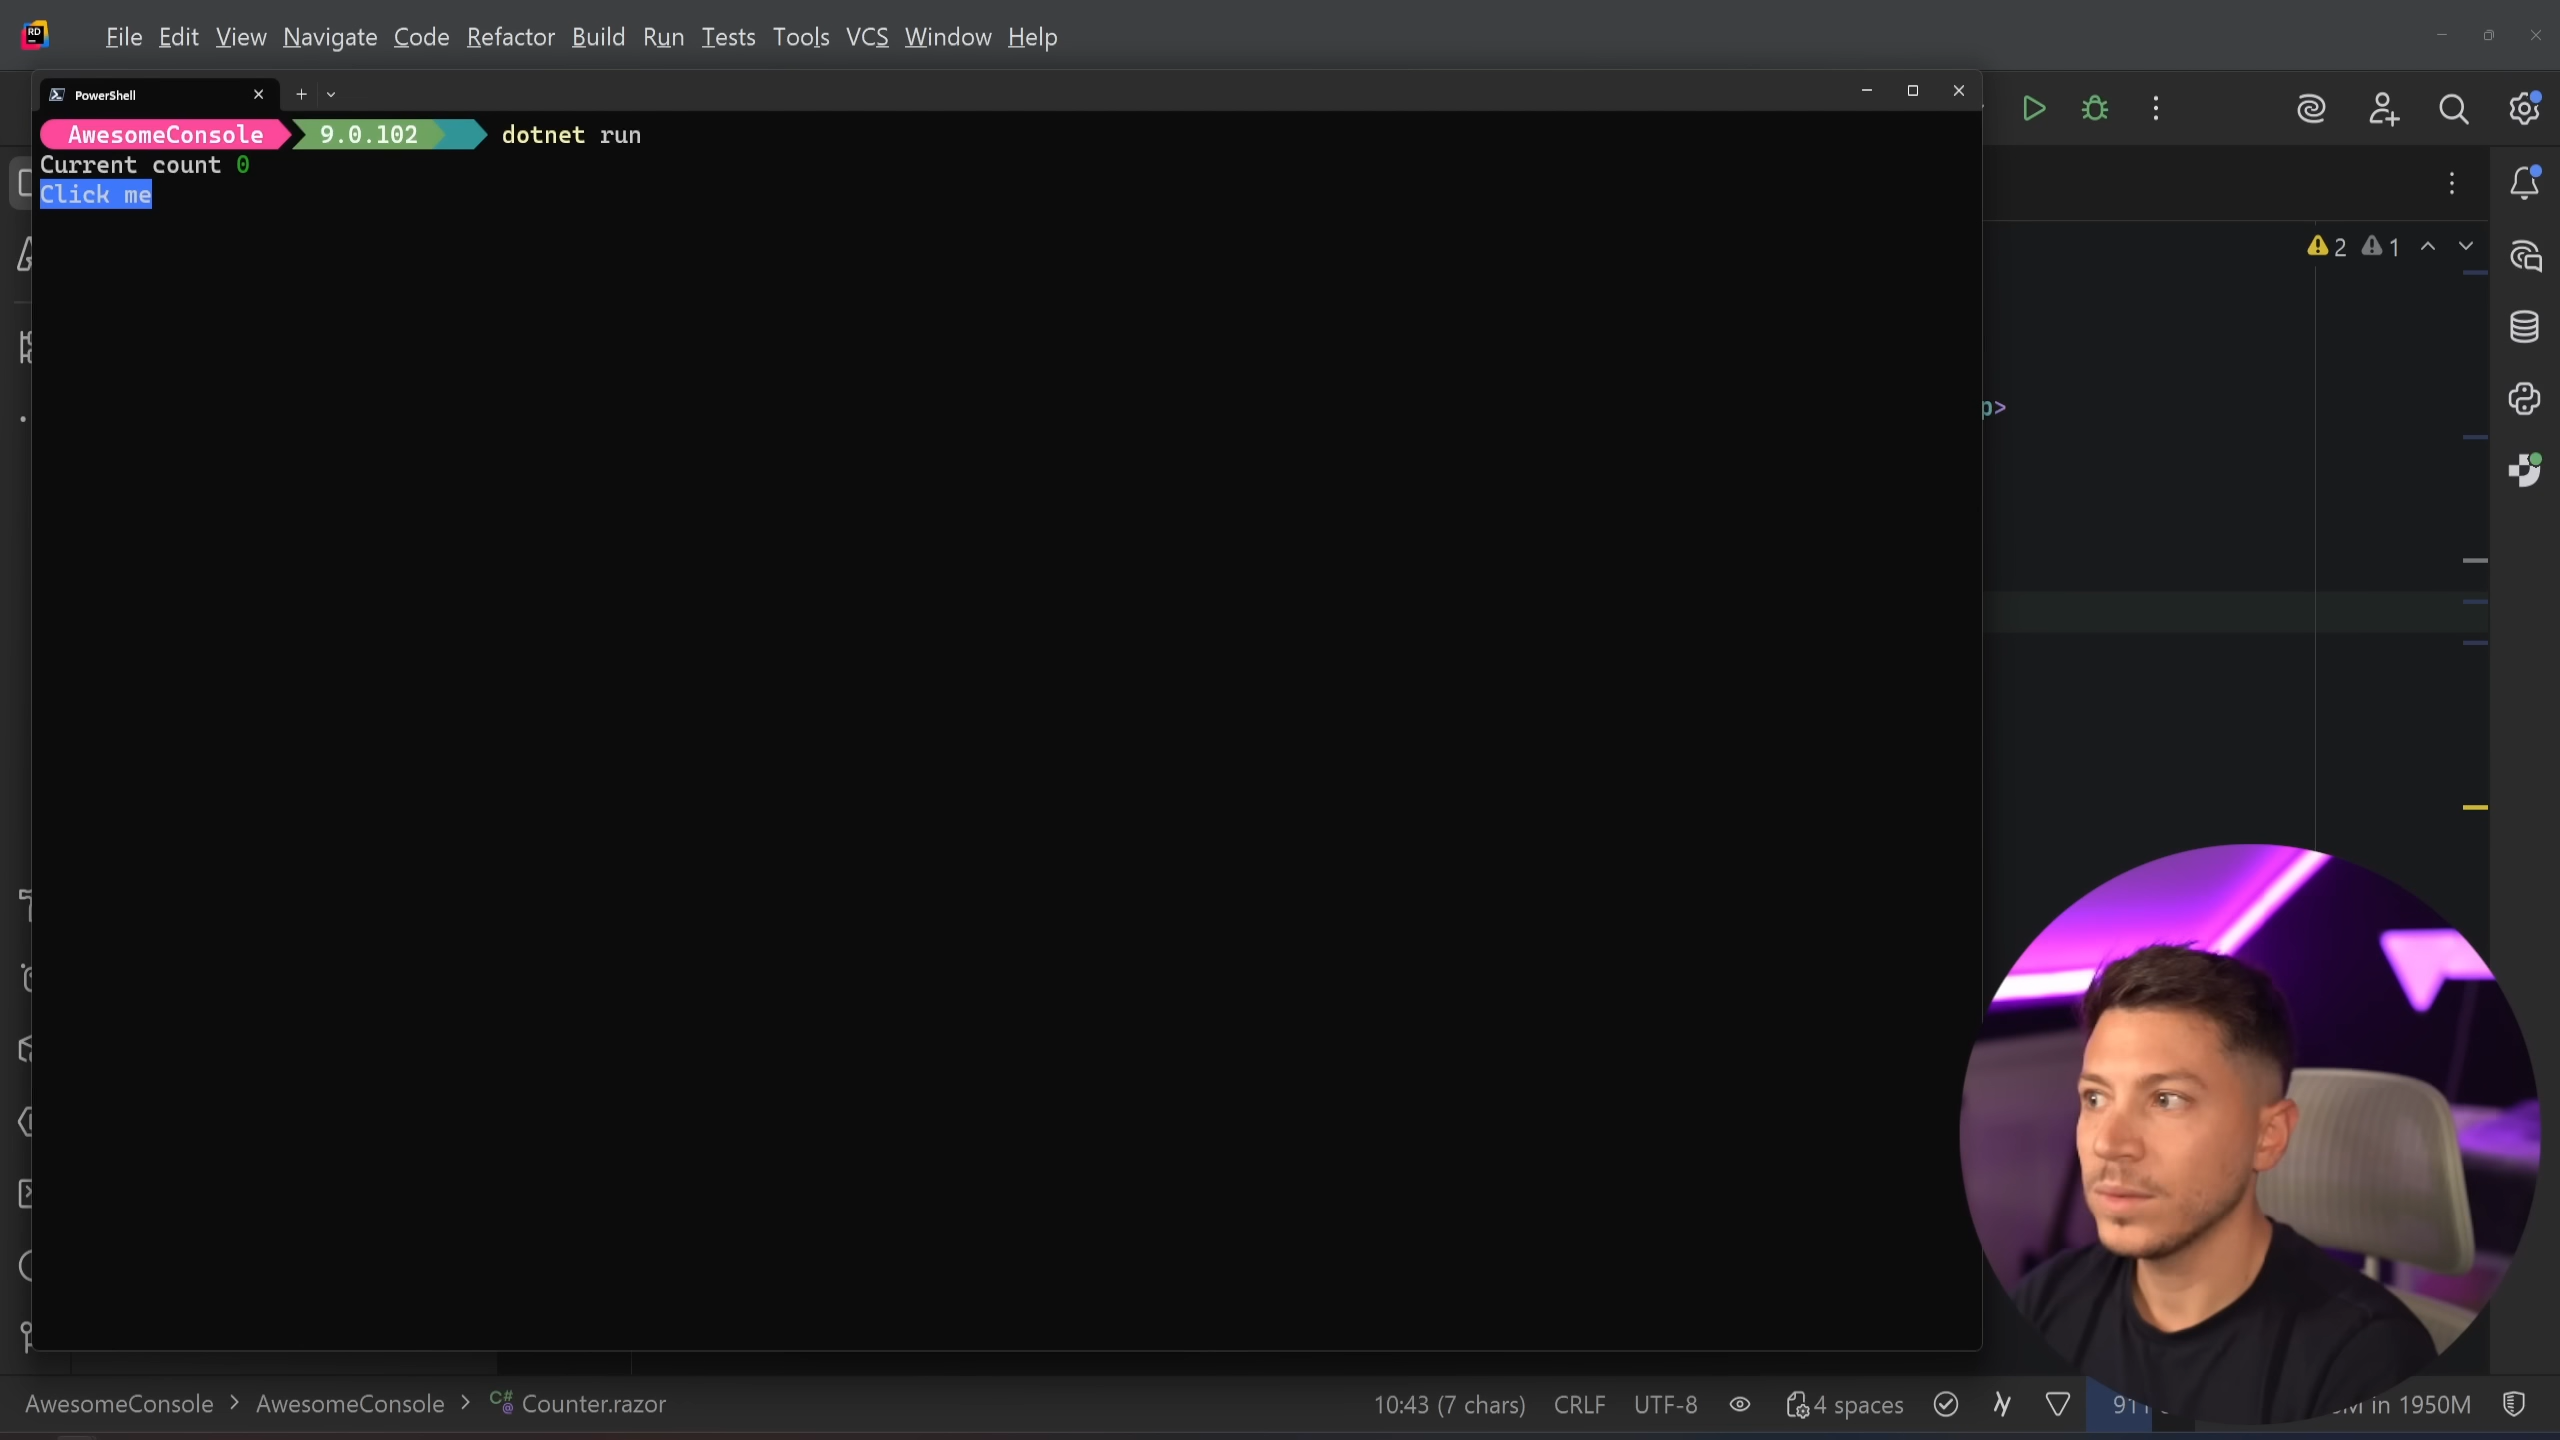 RD
File Edit View Navigate Code Refactor Build Run Tests Tools VCS Window Help
PowerShell
AwesomeConsole 9.0.102 dotnet run
Current count 0
Click me
2 1
p>
AwesomeConsole > AwesomeConsole > C# Counter.razor
10:43 (7 chars) CRLF UTF-8 4 spaces
in 1950M